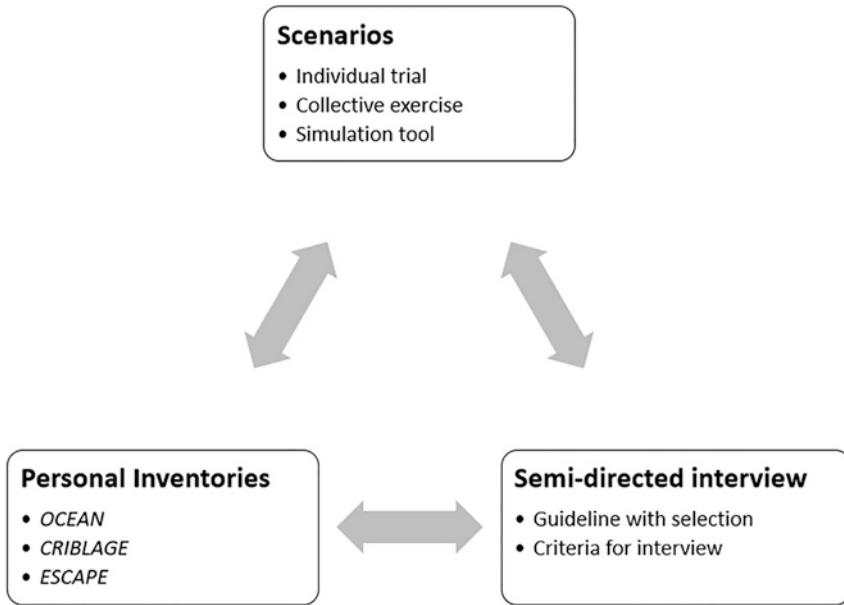 Scenarios
• Individual trial
• Collective exercise
• Simulation tool
Personal Inventories
• OCEAN
• CRIBLAGE
• ESCAPE
Semi-directed interview
• Guideline with selection
• Criteria for interview